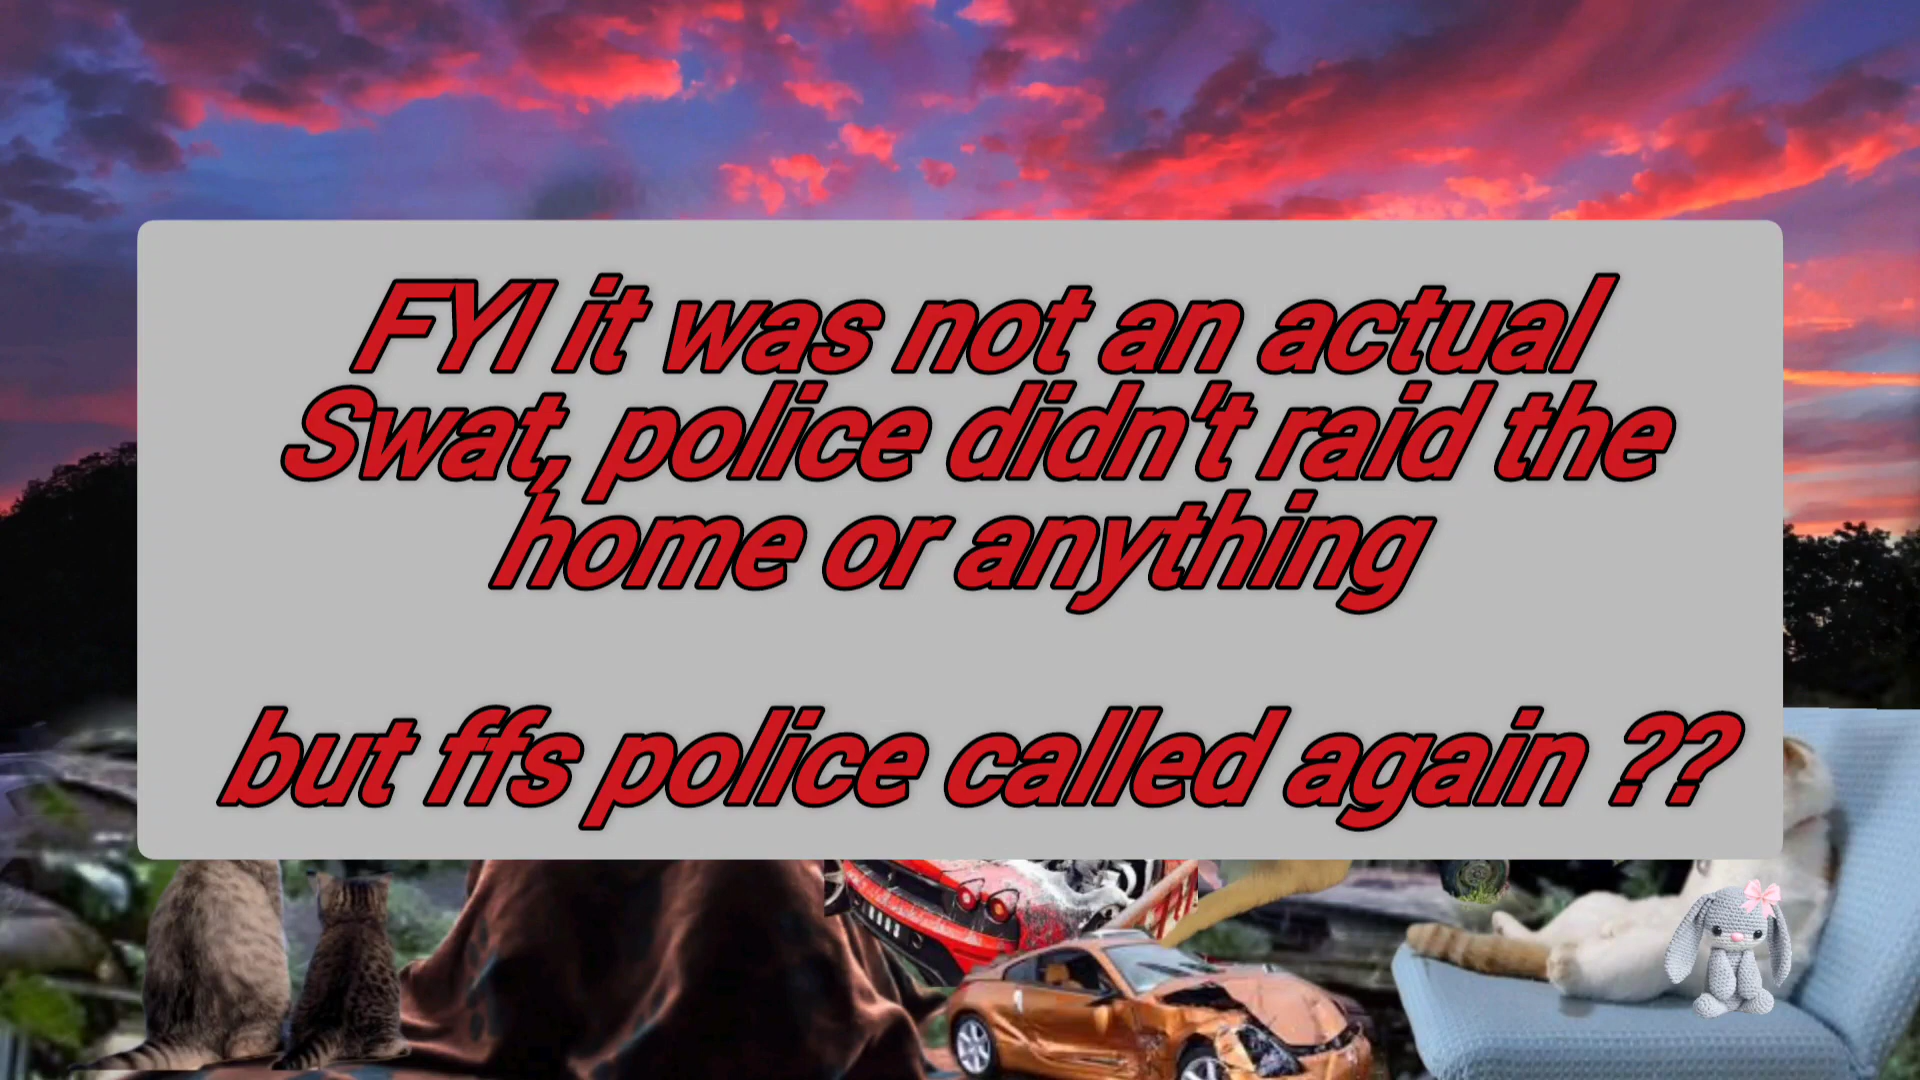 FYI it was not an actual
Swat, police didn't raid the
home or anything
but ffs police called again ??